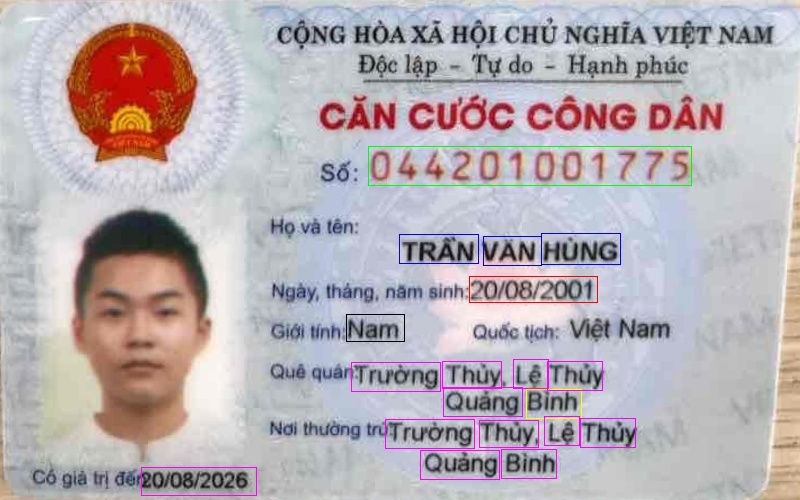 CỘNG HÒA XÃ HỘI CHỦ NGHĨA VIỆT NAM
Độc lập - Tự do - Hạnh phúc
CĂN CƯỚC CÔNG DÂN
Số: 044201001775
Họ và tên:
TRẦN VĂN HÙNG
Ngày, tháng, năm sinh: 20/08/2001
Giới tính: Nam Quốc tịch: Việt Nam
Quê quán: Trường Thủy, Lệ Thủy
Quảng Bình
Nơi thường trú: Trường Thủy, Lệ Thủy
Quảng Bình
Có giá trị đến: 20/08/2026